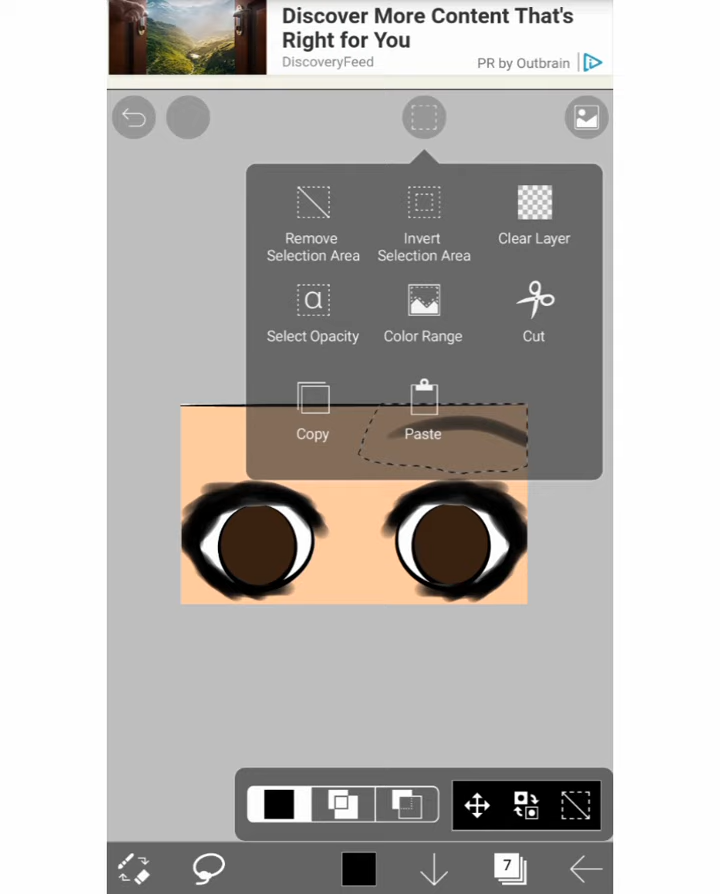 Discover More Content That's
Right for You
DiscoveryFeed
PR by Outbrain
Remove
Selection Area
Invert
Selection Area
Clear Layer
α
Select Opacity
Color Range
Cut
Copy
Paste
7